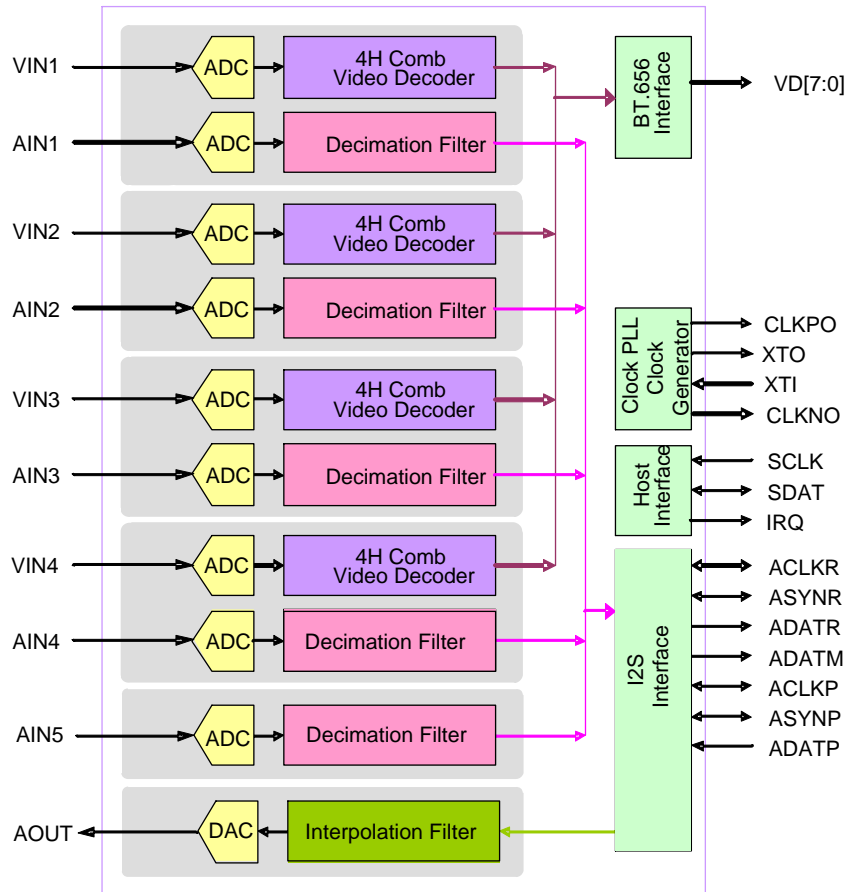 VIN1
ADC
4H Comb
Video Decoder
BT.656
Interface
VD[7:0]
AIN1
ADC
Decimation Filter
VIN2
ADC
4H Comb
Video Decoder
AIN2
ADC
Decimation Filter
VIN3
ADC
4H Comb
Video Decoder
AIN3
ADC
Decimation Filter
VIN4
ADC
4H Comb
Video Decoder
AIN4
ADC
Decimation Filter
AIN5
ADC
Decimation Filter
AOUT
DAC
Interpolation Filter
Clock PLL
Clock
Generator
CLKPO
XTO
XTI
CLKNO
Host
Interface
SCLK
SDAT
IRQ
I2S
Interface
ACLKR
ASYNR
ADATR
ADATM
ACLKP
ASYNP
ADATP